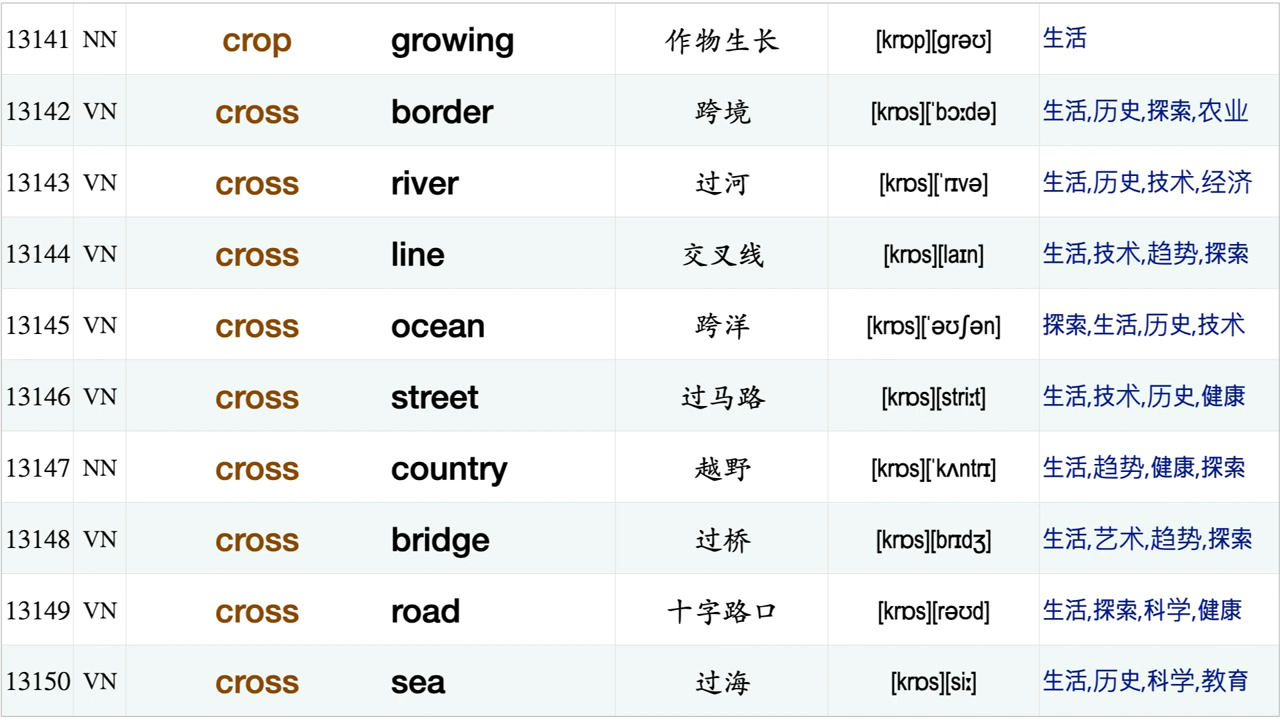 13141 NN crop growing 作物生长 [krɒp][ɡrəʊ] 生活
13142 VN cross border 跨境 [krɒs][ˈbɔːdə] 生活,历史,探索,农业
13143 VN cross river 过河 [krɒs][ˈrɪvə] 生活,历史,技术,经济
13144 VN cross line 交叉线 [krɒs][laɪn] 生活,技术,趋势,探索
13145 VN cross ocean 跨洋 [krɒs][ˈəʊʃən] 探索,生活,历史,技术
13146 VN cross street 过马路 [krɒs][striːt] 生活,技术,历史,健康
13147 NN cross country 越野 [krɒs][ˈkʌntrɪ] 生活,趋势,健康,探索
13148 VN cross bridge 过桥 [krɒs][brɪdʒ] 生活,艺术,趋势,探索
13149 VN cross road 十字路口 [krɒs][rəʊd] 生活,探索,科学,健康
13150 VN cross sea 过海 [krɒs][siː] 生活,历史,科学,教育